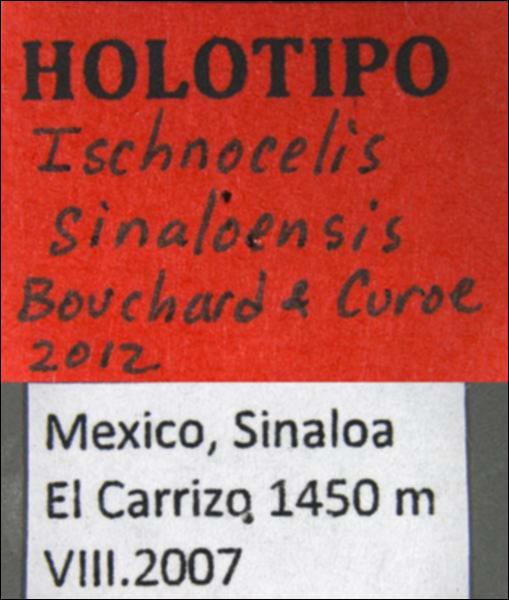 HOLOTIPO
Ischnocelis
Sinaloensis
Bouchard & Curoe
2012
Mexico, Sinaloa
El Carrizo 1450 m
VIII.2007